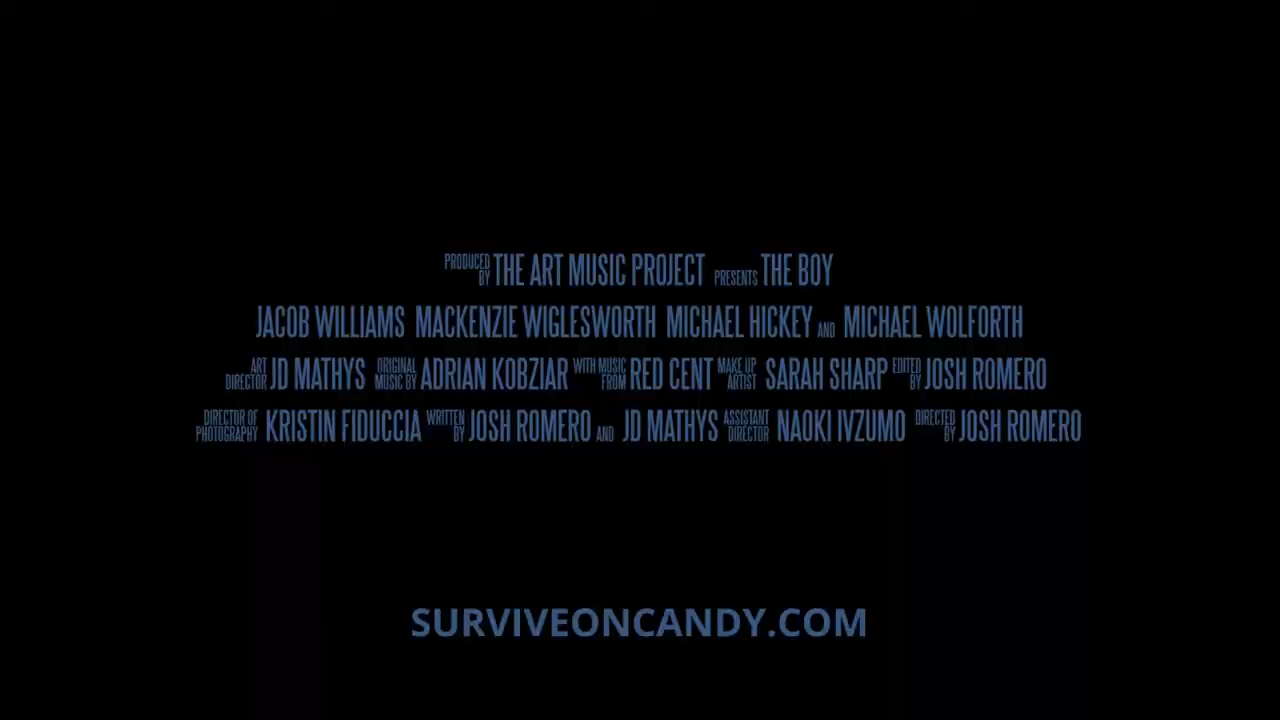 PRODUCED BY THE ART MUSIC PROJECT PRESENTS THE BOY
JACOB WILLIAMS MACKENZIE WIGLESWORTH MICHAEL HICKEY AND MICHAEL WOLFORTH
ART DIRECTOR JD MATHYS ORIGINAL MUSIC BY ADRIAN KOBZIAR WITH MUSIC FROM RED CENT MAKE UP ARTIST SARAH SHARP EDITED BY JOSH ROMERO
DIRECTOR OF PHOTOGRAPHY KRISTIN FIDUCCIA WRITTEN BY JOSH ROMERO AND JD MATHYS ASSISTANT DIRECTOR NAOKI IVZUMO DIRECTED BY JOSH ROMERO
SURVIVEONCANDY.COM